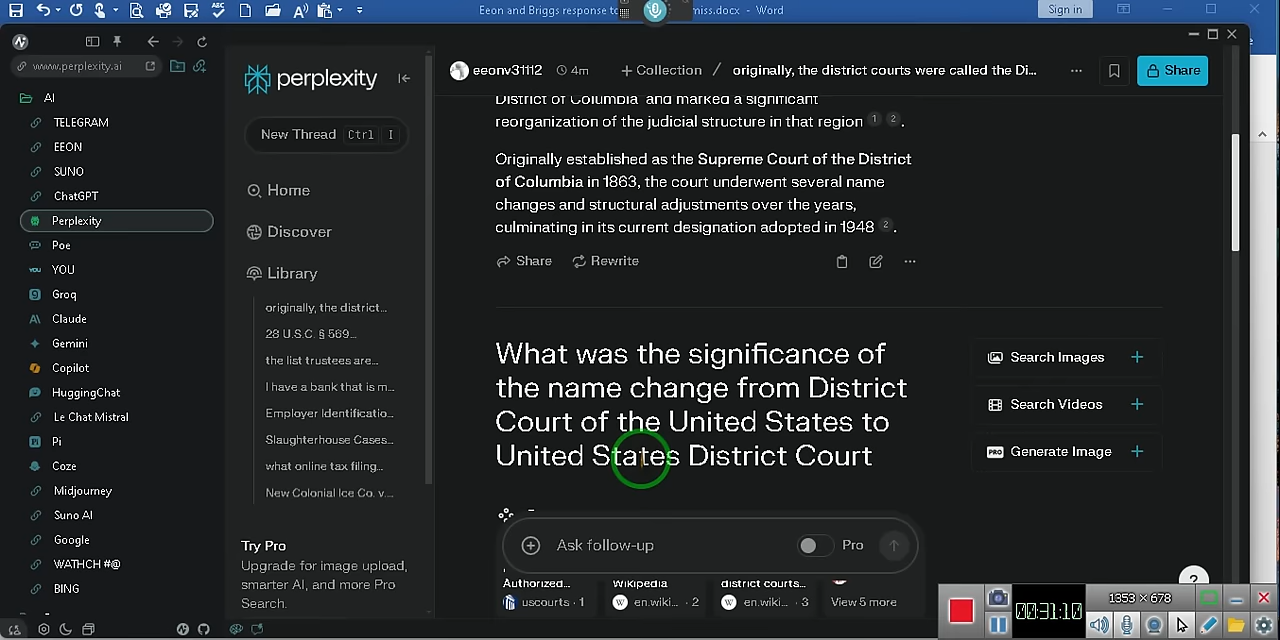 Eeon and Briggs response to
miss.docx - Word
Sign in
www.perplexity.ai
AI
TELEGRAM
EEON
SUNO
ChatGPT
Perplexity
Poe
YOU
Groq
Claude
Gemini
Copilot
HuggingChat
Le Chat Mistral
Pi
Coze
Midjourney
Suno AI
Google
WATHCH #@
BING
perplexity
New Thread Ctrl I
Home
Discover
Library
originally, the district...
28 U.S.C. § 569...
the list trustees are...
I have a bank that is m...
Employer Identificatio...
Slaughterhouse Cases...
what online tax filing...
New Colonial Ice Co. v...
Try Pro
Upgrade for image upload,
smarter AI, and more Pro
Search.
eeonv31112 4m + Collection / originally, the district courts were called the Di... Share
District of Columbia and marked a significant
reorganization of the judicial structure in that region 1 2 .
Originally established as the Supreme Court of the District
of Columbia in 1863, the court underwent several name
changes and structural adjustments over the years,
culminating in its current designation adopted in 1948 2 .
Share Rewrite
What was the significance of
the name change from District
Court of the United States to
United States District Court
Search Images +
Search Videos +
PRO Generate Image +
Ask follow-up Pro
Authorized... Wikipedia district courts...
uscourts · 1 W en.wiki... · 2 W en.wiki... · 3 View 5 more
?
1353 × 678
00:31:10